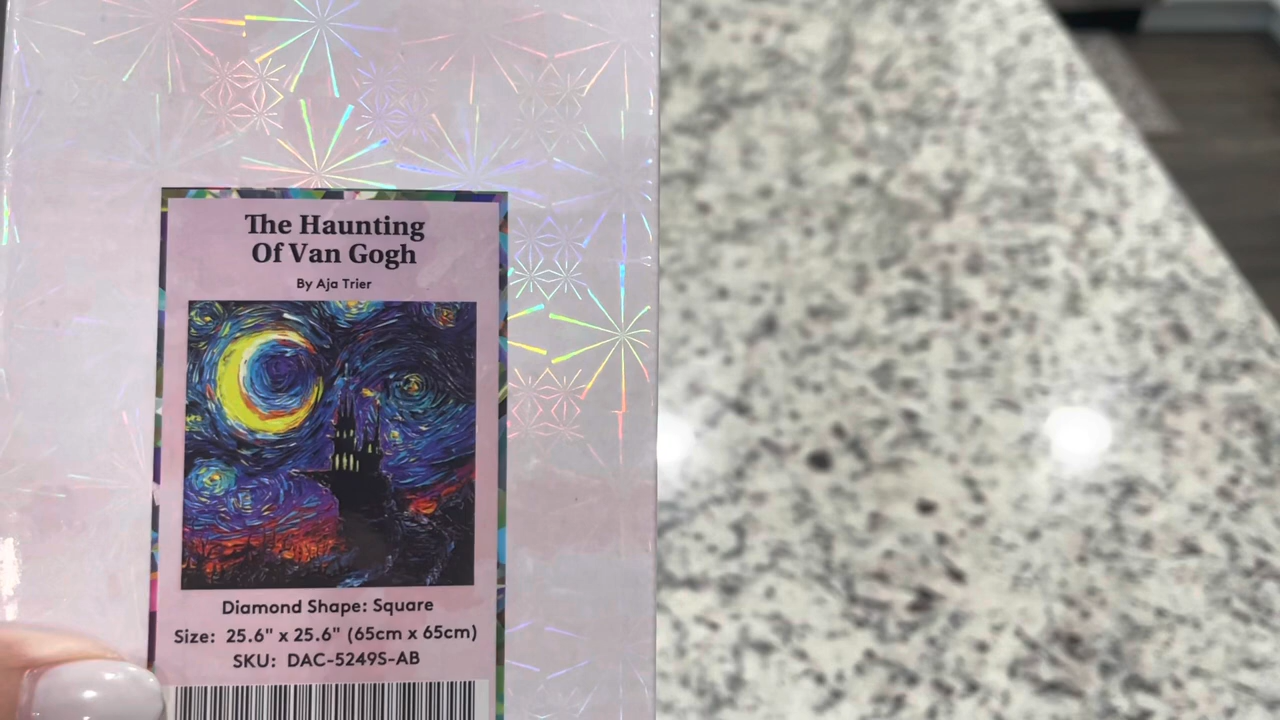 The Haunting
Of Van Gogh
By Aja Trier
Diamond Shape: Square
Size: 25.6" x 25.6" (65cm x 65cm)
SKU: DAC-5249S-AB